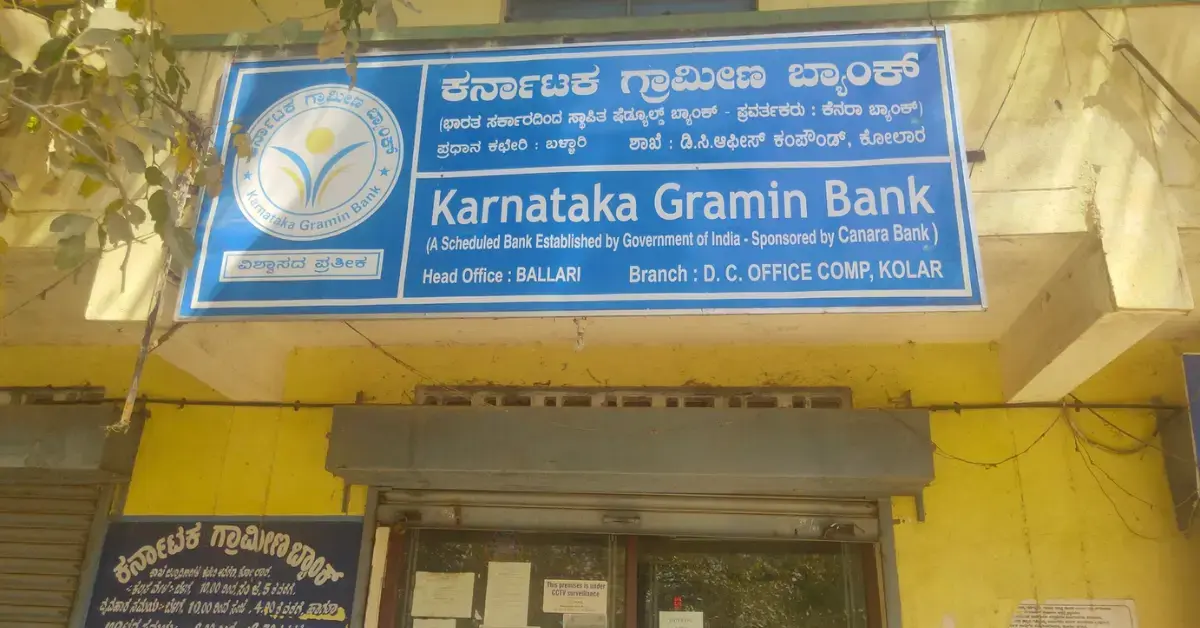 ಕರ್ನಾಟಕ ಗ್ರಾಮೀಣ ಬ್ಯಾಂಕ್
★ Karnataka Gramin Bank ★
ವಿಶ್ವಾಸದ ಪ್ರತೀಕ
ಕರ್ನಾಟಕ ಗ್ರಾಮೀಣ ಬ್ಯಾಂಕ್
(ಭಾರತ ಸರ್ಕಾರದಿಂದ ಸ್ಥಾಪಿತ ಷೆಡ್ಯೂಲ್ಡ್ ಬ್ಯಾಂಕ್ - ಪ್ರವರ್ತಕರು : ಕೆನರಾ ಬ್ಯಾಂಕ್)
ಪ್ರಧಾನ ಕಛೇರಿ : ಬಳ್ಳಾರಿ ಶಾಖೆ : ಡಿ.ಸಿ.ಆಫೀಸ್ ಕಂಪೌಂಡ್, ಕೋಲಾರ
Karnataka Gramin Bank
(A Scheduled Bank Established by Government of India - Sponsored by Canara Bank)
Head Office : BALLARI Branch : D. C. OFFICE COMP, KOLAR
ಕರ್ನಾಟಕ ಗ್ರಾಮೀಣ ಬ್ಯಾಂಕ್
This premises is under
CCTV surveillance